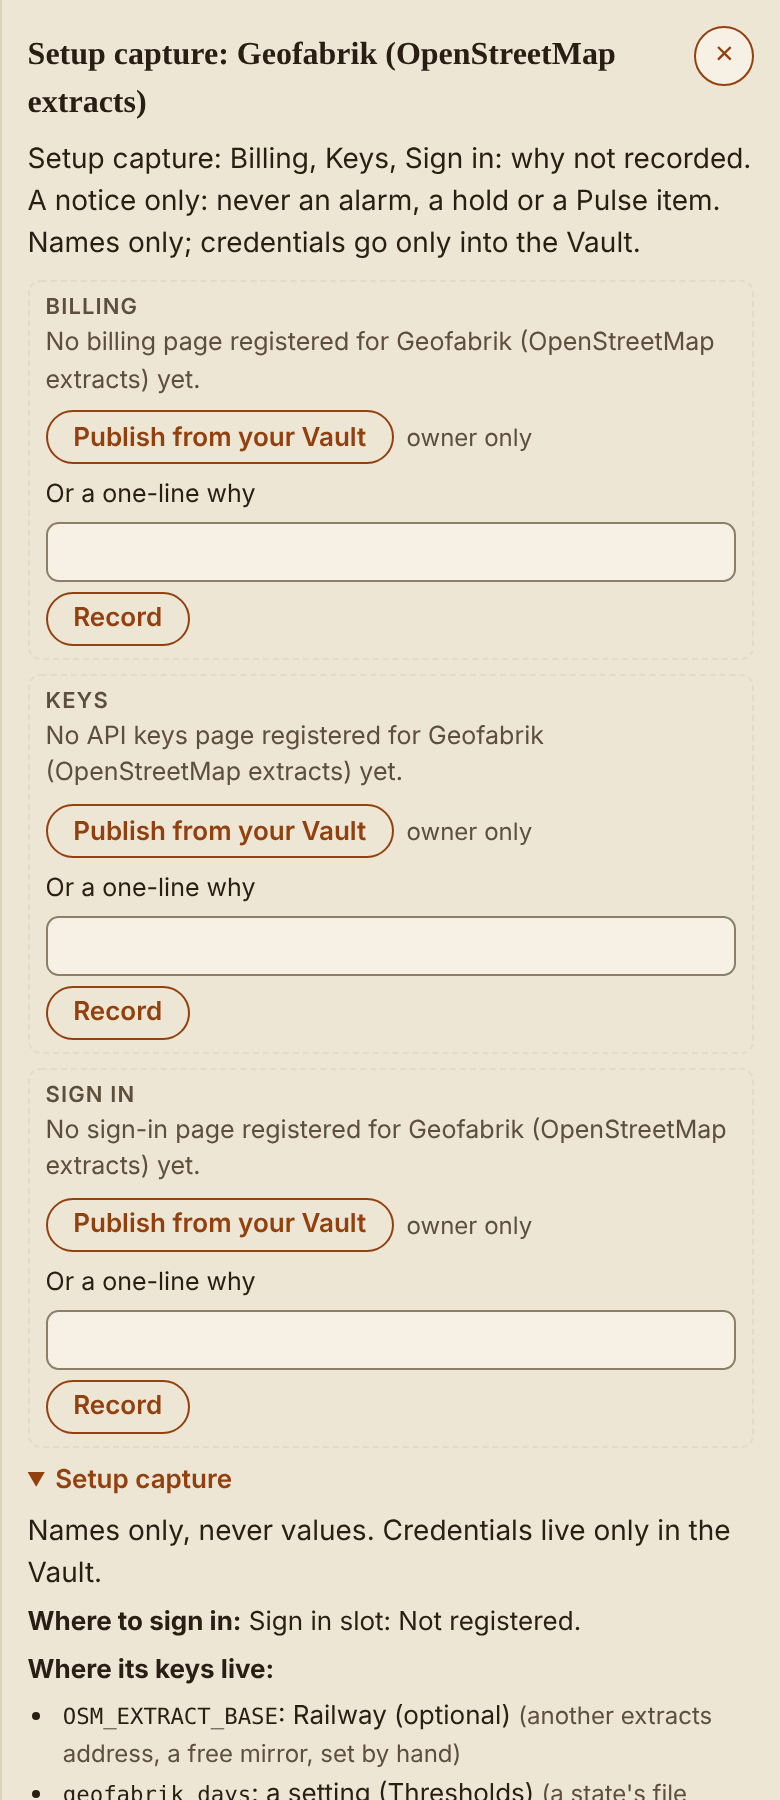 Setup capture: Geofabrik (OpenStreetMap
extracts)
×
Setup capture: Billing, Keys, Sign in: why not recorded.
A notice only: never an alarm, a hold or a Pulse item.
Names only; credentials go only into the Vault.
BILLING
No billing page registered for Geofabrik (OpenStreetMap
extracts) yet.
Publish from your Vault owner only
Or a one-line why
Record
KEYS
No API keys page registered for Geofabrik
(OpenStreetMap extracts) yet.
Publish from your Vault owner only
Or a one-line why
Record
SIGN IN
No sign-in page registered for Geofabrik (OpenStreetMap
extracts) yet.
Publish from your Vault owner only
Or a one-line why
Record
▼ Setup capture
Names only, never values. Credentials live only in the
Vault.
Where to sign in: Sign in slot: Not registered.
Where its keys live:
• OSM_EXTRACT_BASE: Railway (optional) (another extracts
address, a free mirror, set by hand)
• geofabrik_days: a setting (Thresholds) (a state's file